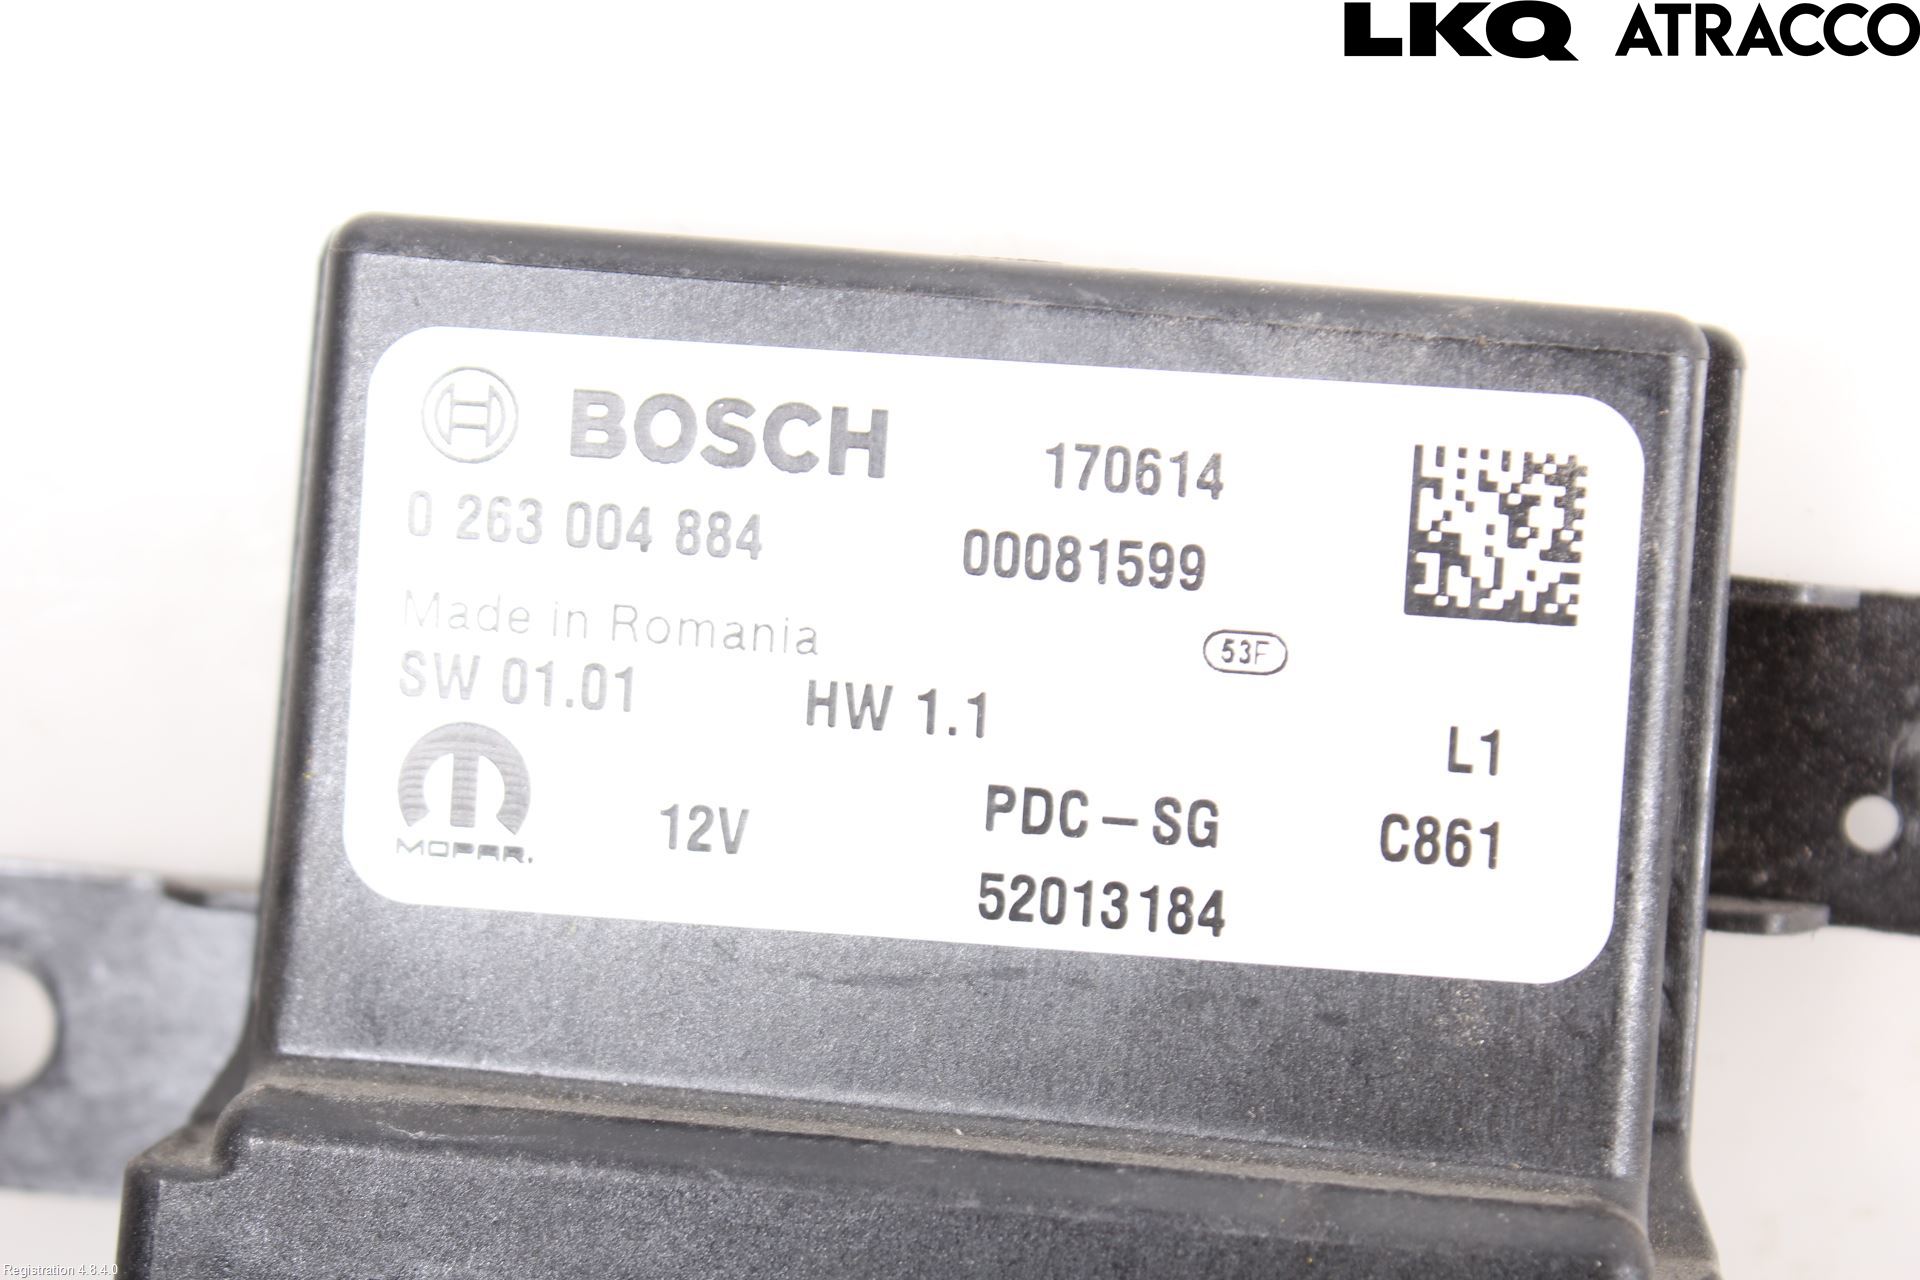 LKQ ATRACCO
BOSCH 170614
0 263 004 884 00081599
Made in Romania
53F
SW 01.01 HW 1.1 L1
MOPAR. 12V PDC-SG C861
52013184
Registration 4.8.4.0